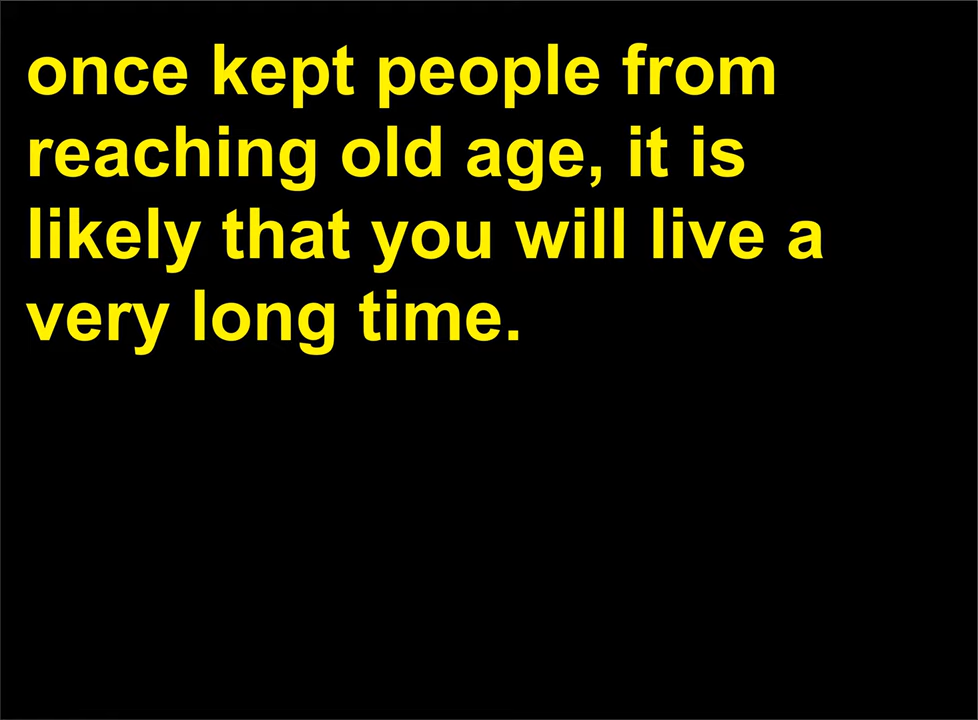 once kept people from
reaching old age, it is
likely that you will live a
very long time.